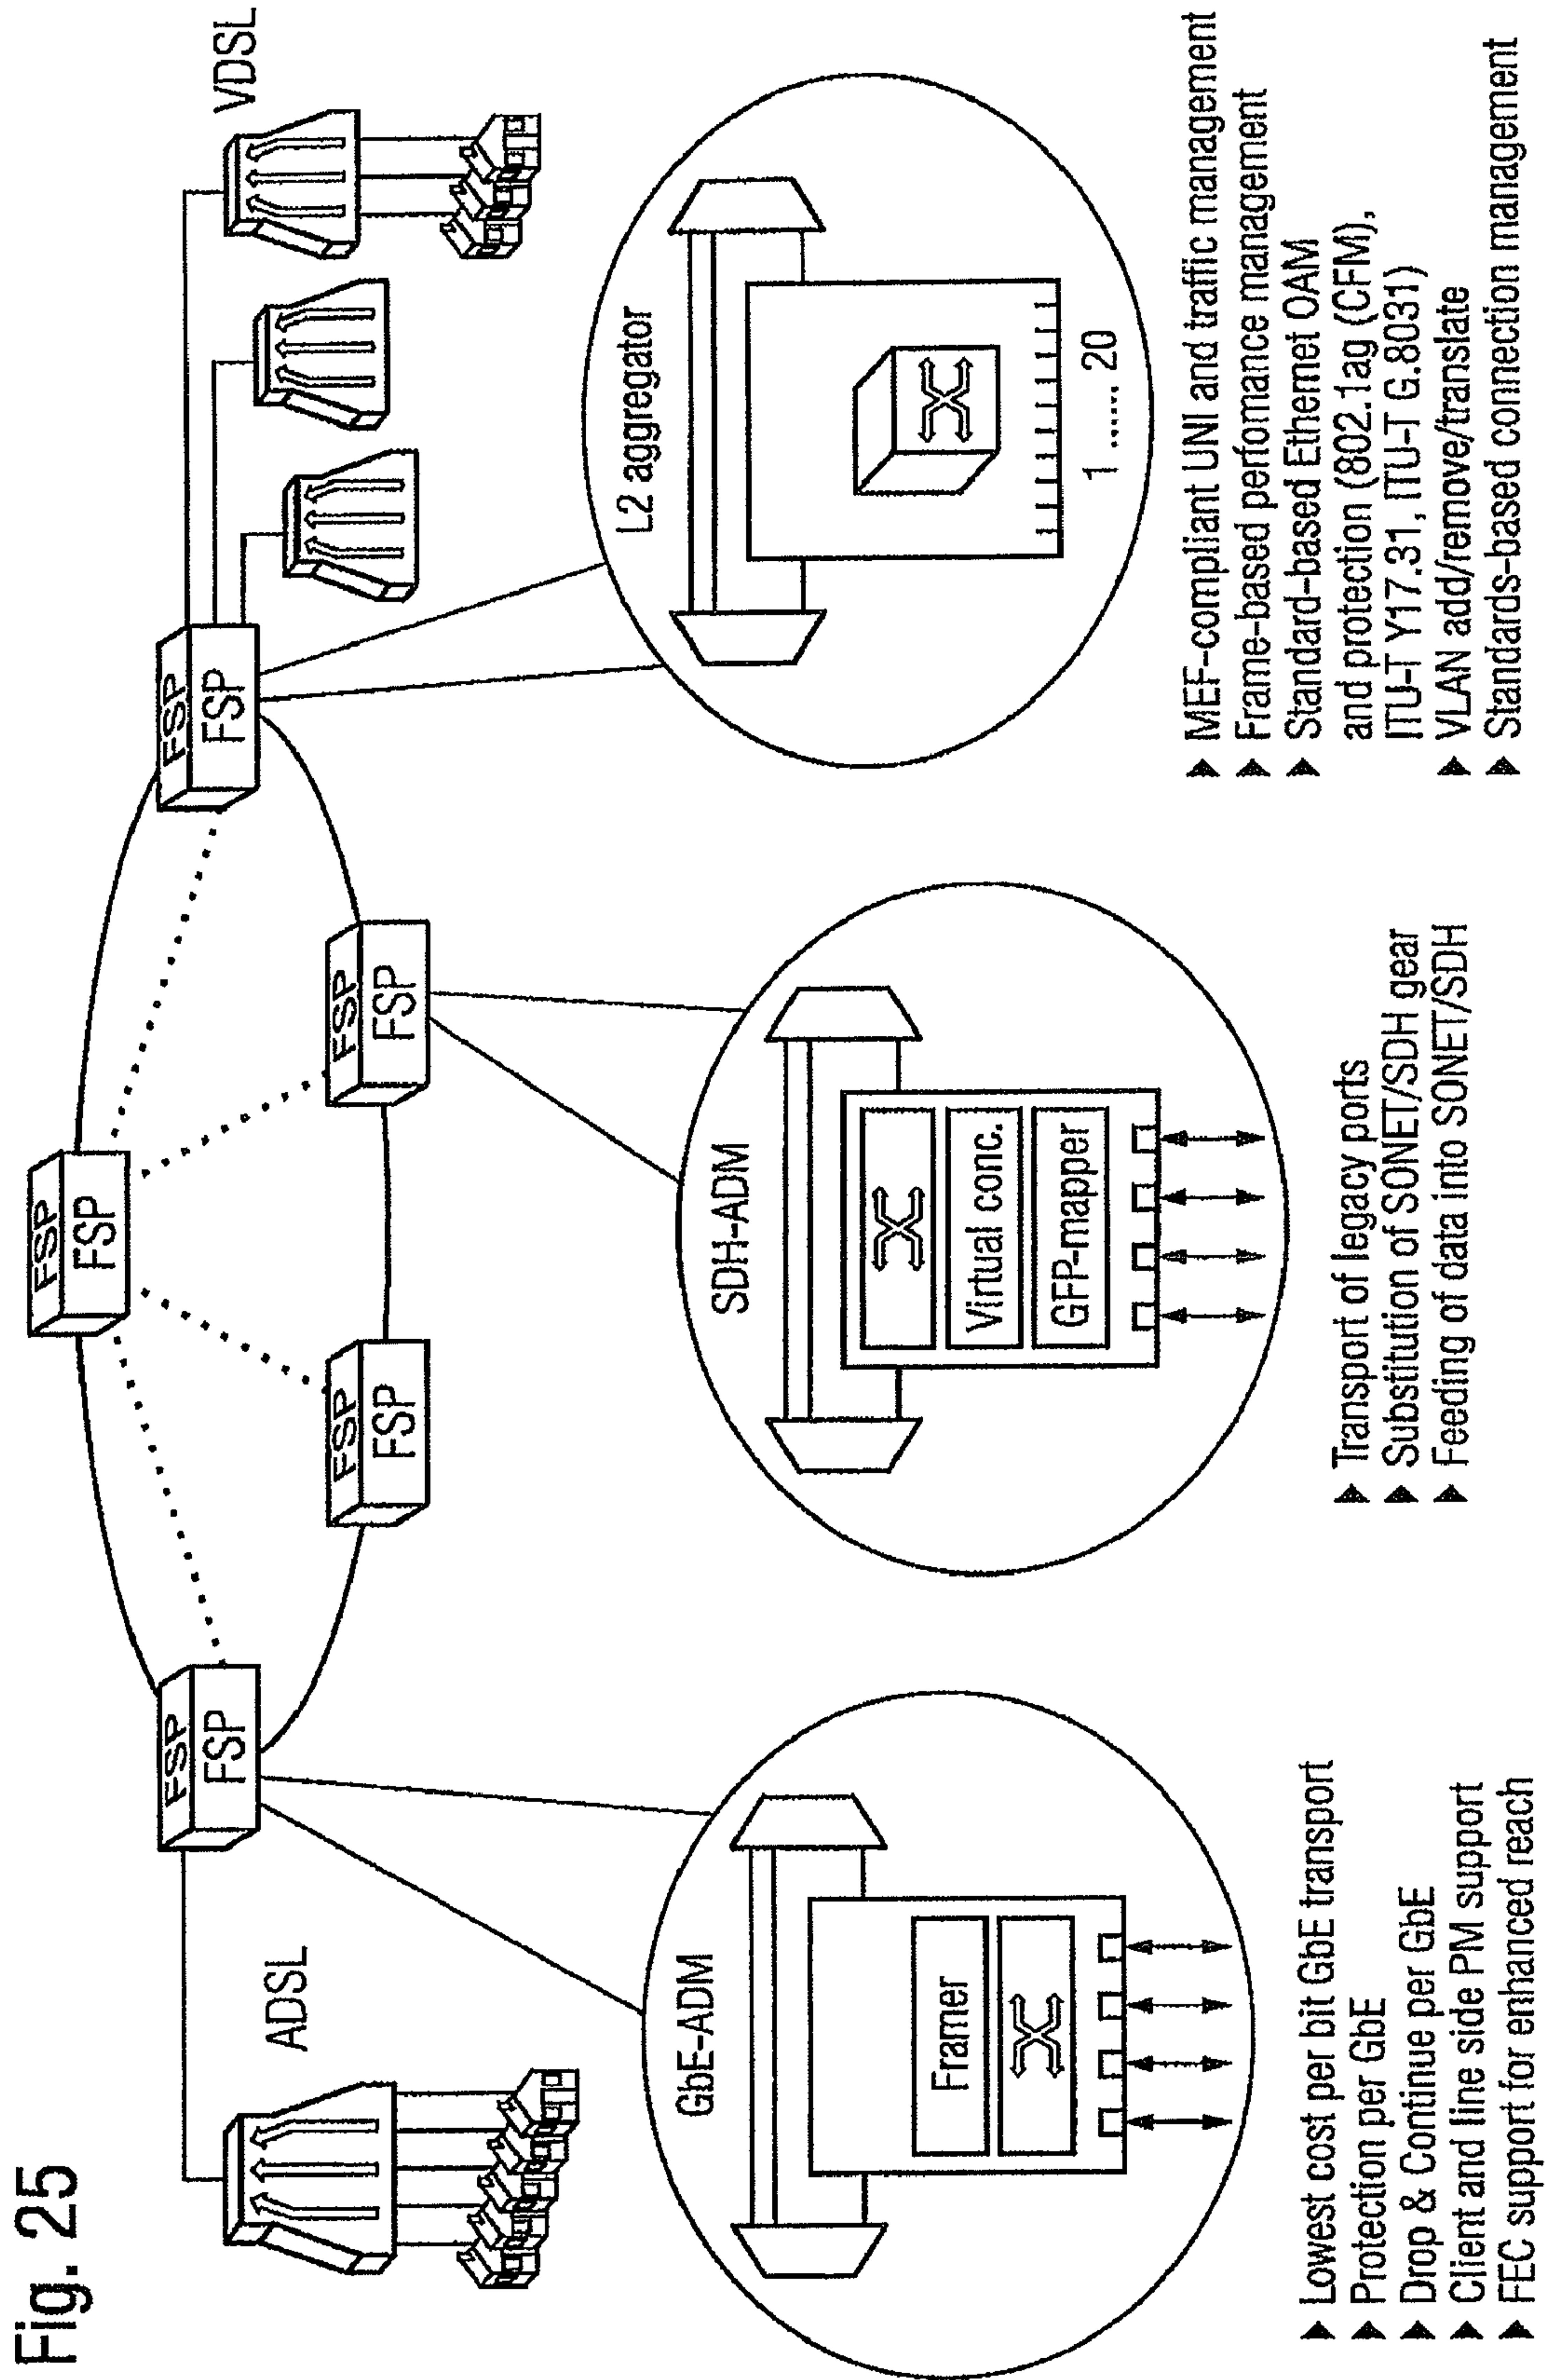 Fig. 25
ADSL
VDSL
FSP
FSP
FSP
FSP
FSP
FSP
FSP
FSP
FSP
FSP
GbE-ADM
Framer
▶ Lowest cost per bit GbE transport
▶ Protection per GbE
▶ Drop & Continue per GbE
▶ Client and line side PM support
▶ FEC support for enhanced reach
SDH-ADM
Virtual conc.
GFP-mapper
▶ Transport of legacy ports
▶ Substitution of SONET/SDH gear
▶ Feeding of data into SONET/SDH
L2 aggregator
1 ..... 20
▶ MEF-compliant UNI and traffic management
▶ Frame-based perfomance management
▶ Standard-based Ethernet OAM
and protection (802.1ag (CFM),
ITU-T Y17.31, ITU-T G.8031)
▶ VLAN add/remove/translate
▶ Standards-based connection management